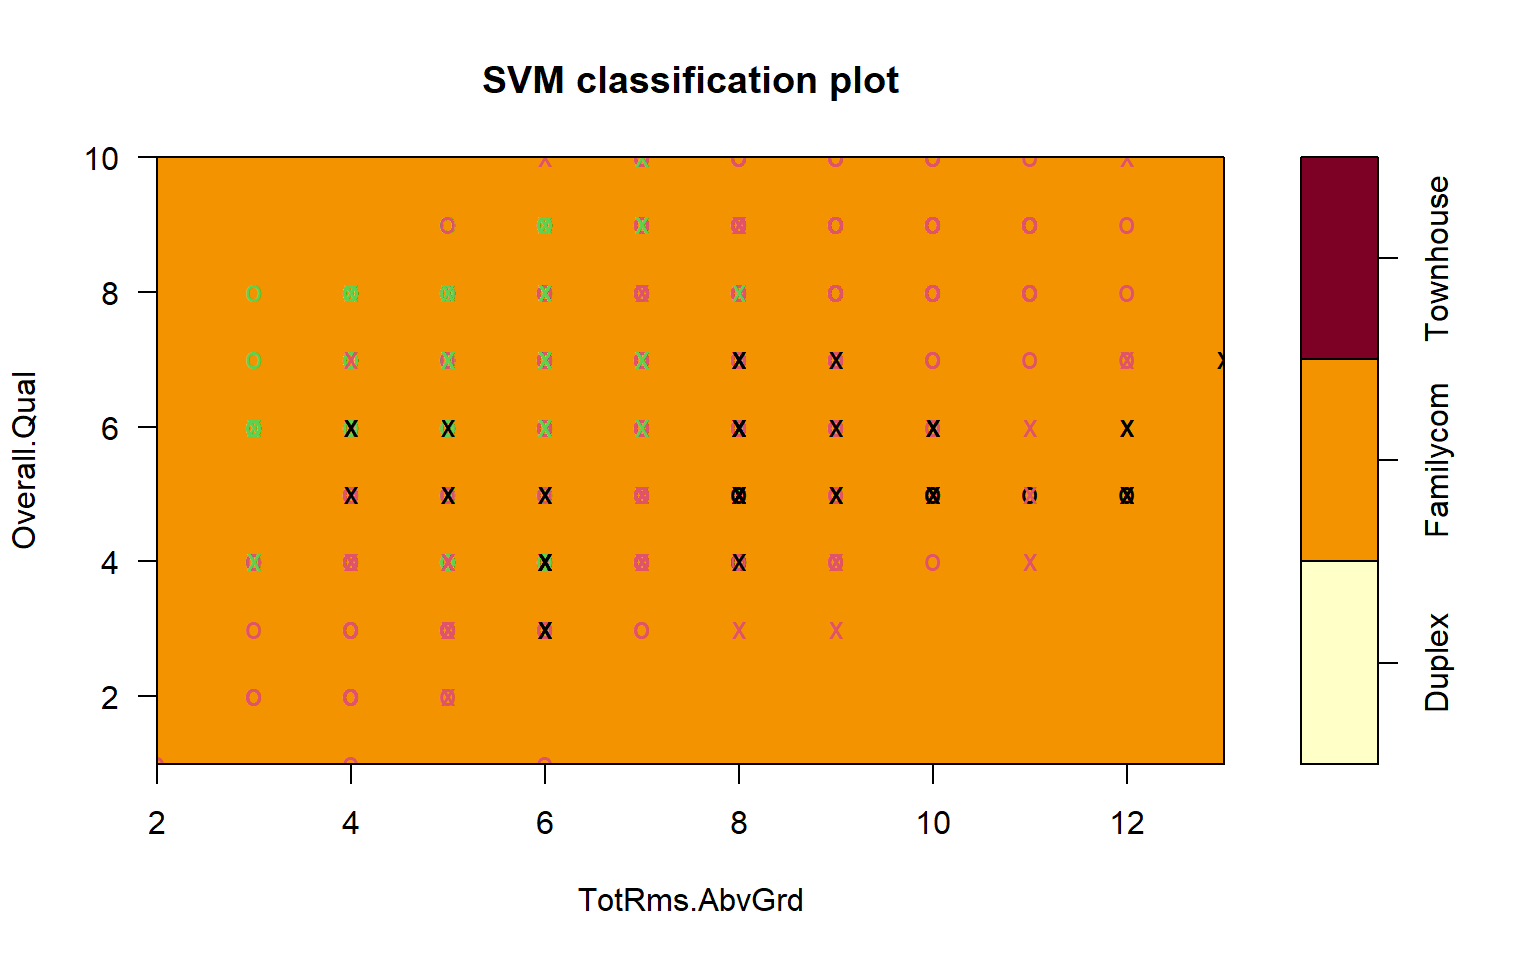 SVM classification plot
10
8
6
4
2
Overall.Qual
2 4 6 8 10 12
TotRms.AbvGrd
Townhouse
Familycom
Duplex